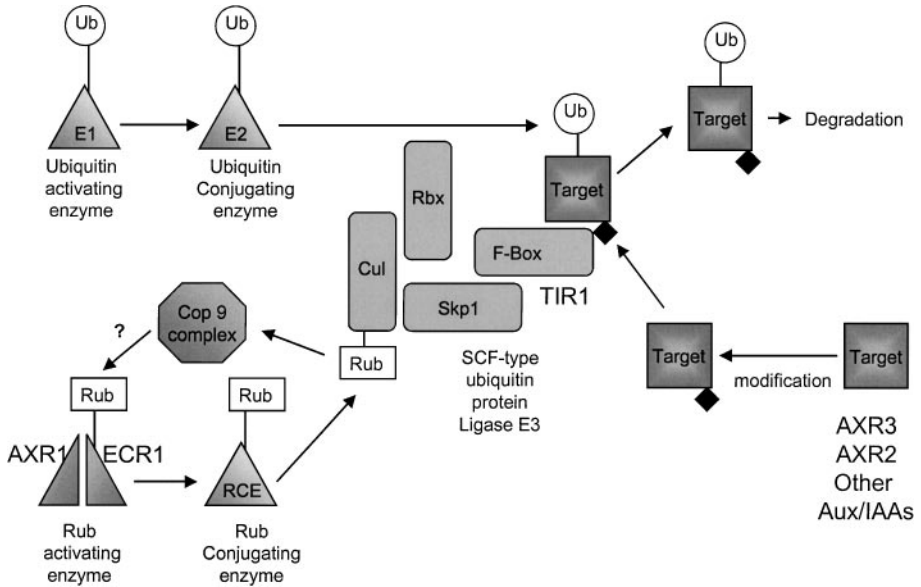 Ub
Ub
Ub
Ub
E1
E2
Target
Degradation
Ubiquitin
activating
enzyme
Ubiquitin
Conjugating
enzyme
Rbx
Target
Cul
F-Box
TIR1
Skp1
Cop 9
complex
?
Rub
SCF-type
ubiquitin
protein
Ligase E3
Target
modification
Target
AXR3
AXR2
Other
Aux/IAAs
Rub
Rub
AXR1
ECR1
RCE
Rub
activating
enzyme
Rub
Conjugating
enzyme